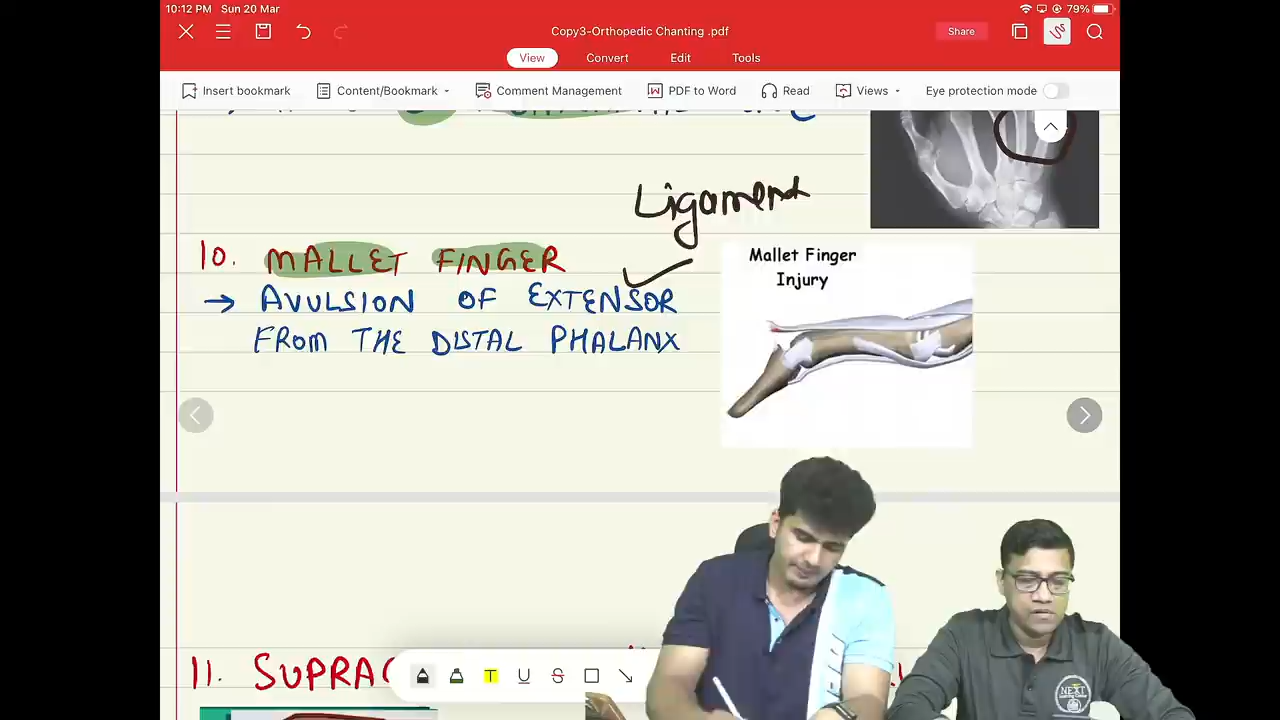 10:12 PM Sun 20 Mar
79%
Copy3-Orthopedic Chanting .pdf
Share
View Convert Edit Tools
Insert bookmark Content/Bookmark Comment Management PDF to Word Read Views Eye protection mode
Ligament
10. MALLET FINGER
→ AVULSION OF EXTENSOR
FROM THE DISTAL PHALANX
Mallet Finger
Injury
11. SUPRAC
T U S
NEXT